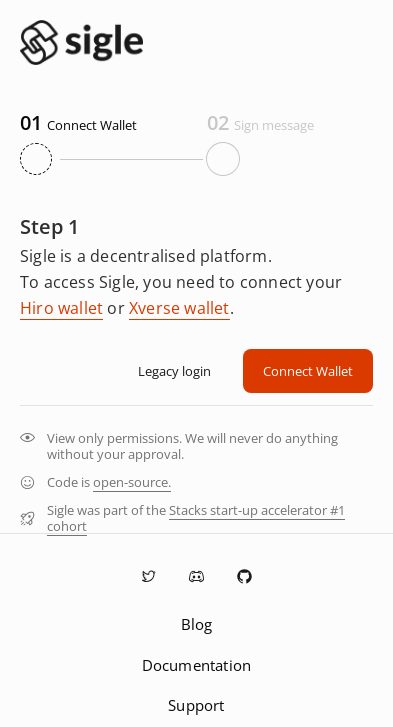 sigle
01 Connect Wallet
02 Sign message
Step 1
Sigle is a decentralised platform.
To access Sigle, you need to connect your
Hiro wallet or Xverse wallet.
Legacy login
Connect Wallet
View only permissions. We will never do anything
without your approval.
Code is open-source.
Sigle was part of the Stacks start-up accelerator #1
cohort
Blog
Documentation
Support